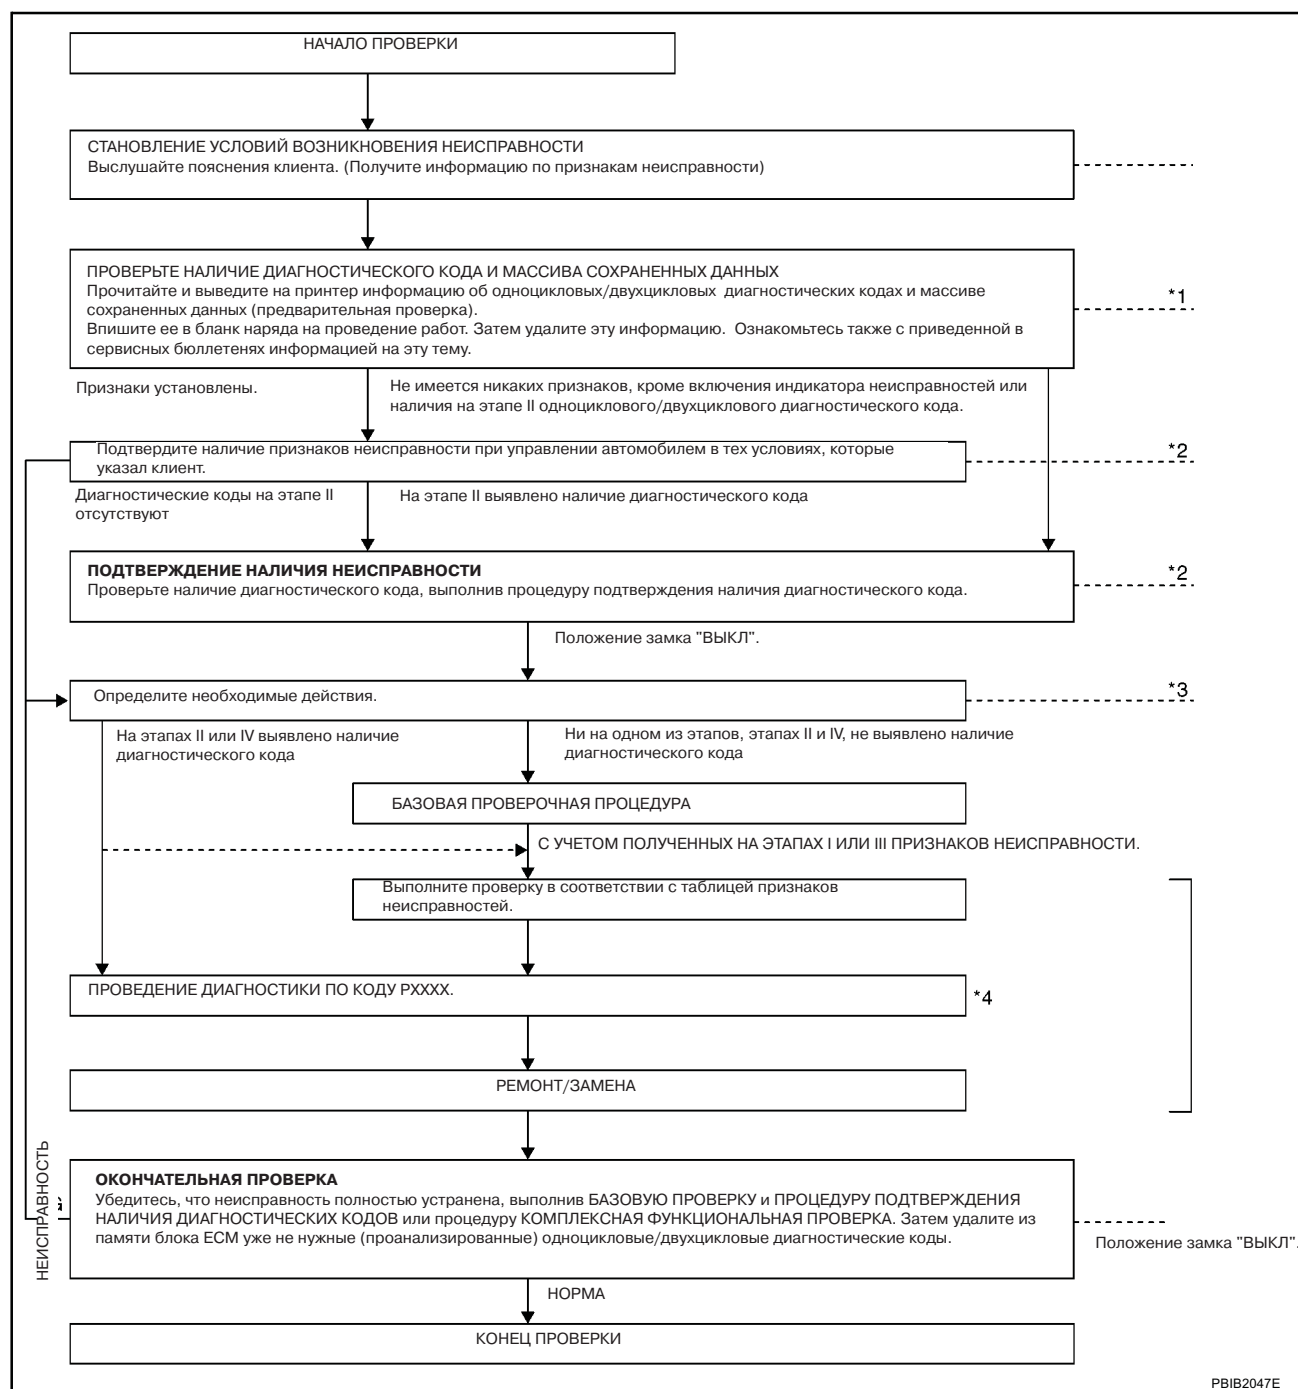 НАЧАЛО ПРОВЕРКИ
СТАНОВЛЕНИЕ УСЛОВИЙ ВОЗНИКНОВЕНИЯ НЕИСПРАВНОСТИ
Выслушайте пояснения клиента. (Получите информацию по признакам неисправности)
ПРОВЕРЬТЕ НАЛИЧИЕ ДИАГНОСТИЧЕСКОГО КОДА И МАССИВА СОХРАНЕННЫХ ДАННЫХ
Прочитайте и выведите на принтер информацию об одноцикловых/двухцикловых диагностических кодах и массиве
сохраненных данных (предварительная проверка).
Впишите ее в бланк наряда на проведение работ. Затем удалите эту информацию. Ознакомьтесь также с приведенной в
сервисных бюллетенях информацией на эту тему.
*1
Признаки установлены.
Не имеется никаких признаков, кроме включения индикатора неисправностей или
наличия на этапе II одноциклового/двухциклового диагностического кода.
Подтвердите наличие признаков неисправности при управлении автомобилем в тех условиях, которые
указал клиент.
*2
Диагностические коды на этапе II
отсутствуют
На этапе II выявлено наличие диагностического кода
ПОДТВЕРЖДЕНИЕ НАЛИЧИЯ НЕИСПРАВНОСТИ
Проверьте наличие диагностического кода, выполнив процедуру подтверждения наличия диагностического кода.
*2
Положение замка "ВЫКЛ".
Определите необходимые действия.
*3
На этапах II или IV выявлено наличие
диагностического кода
Ни на одном из этапов, этапах II и IV, не выявлено наличие
диагностического кода
БАЗОВАЯ ПРОВЕРОЧНАЯ ПРОЦЕДУРА
С УЧЕТОМ ПОЛУЧЕННЫХ НА ЭТАПАХ I ИЛИ III ПРИЗНАКОВ НЕИСПРАВНОСТИ.
Выполните проверку в соответствии с таблицей признаков
неисправностей.
ПРОВЕДЕНИЕ ДИАГНОСТИКИ ПО КОДУ PXXXX.
*4
РЕМОНТ/ЗАМЕНА
НЕИСПРАВНОСТЬ
ОКОНЧАТЕЛЬНАЯ ПРОВЕРКА
Убедитесь, что неисправность полностью устранена, выполнив БАЗОВУЮ ПРОВЕРКУ и ПРОЦЕДУРУ ПОДТВЕРЖДЕНИЯ
НАЛИЧИЯ ДИАГНОСТИЧЕСКИХ КОДОВ или процедуру КОМПЛЕКСНАЯ ФУНКЦИОНАЛЬНАЯ ПРОВЕРКА. Затем удалите из
памяти блока ECM уже не нужные (проанализированные) одноцикловые/двухцикловые диагностические коды.
Положение замка "ВЫКЛ".
НОРМА
КОНЕЦ ПРОВЕРКИ
PBIB2047E